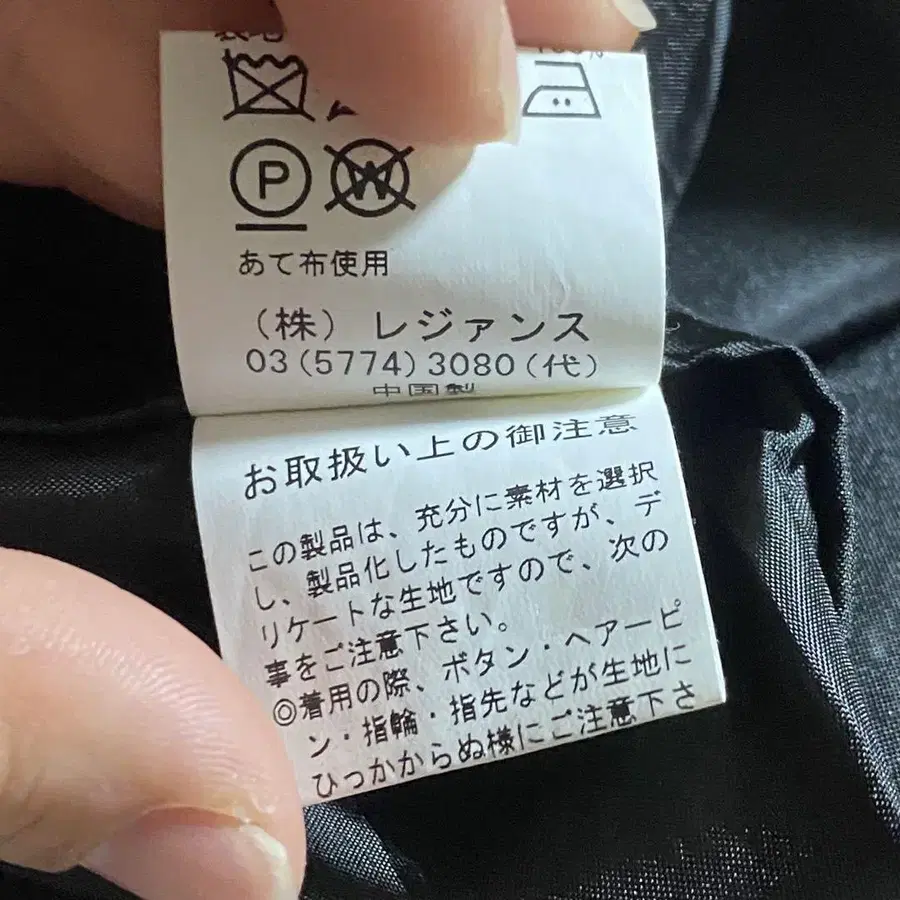 P W
あて布使用
(株) レジァンス
03(5774)3080(代)
中国製
お取扱い上の御注意
この製品は、充分に素材を選択
し、製品化したものですが、デ
リケートな生地ですので、次の
事をご注意下さい。
◎着用の際、ボタン・ヘアーピ
ン・指輪・指先などが生地に
ひっかからぬ様にご注意下さ